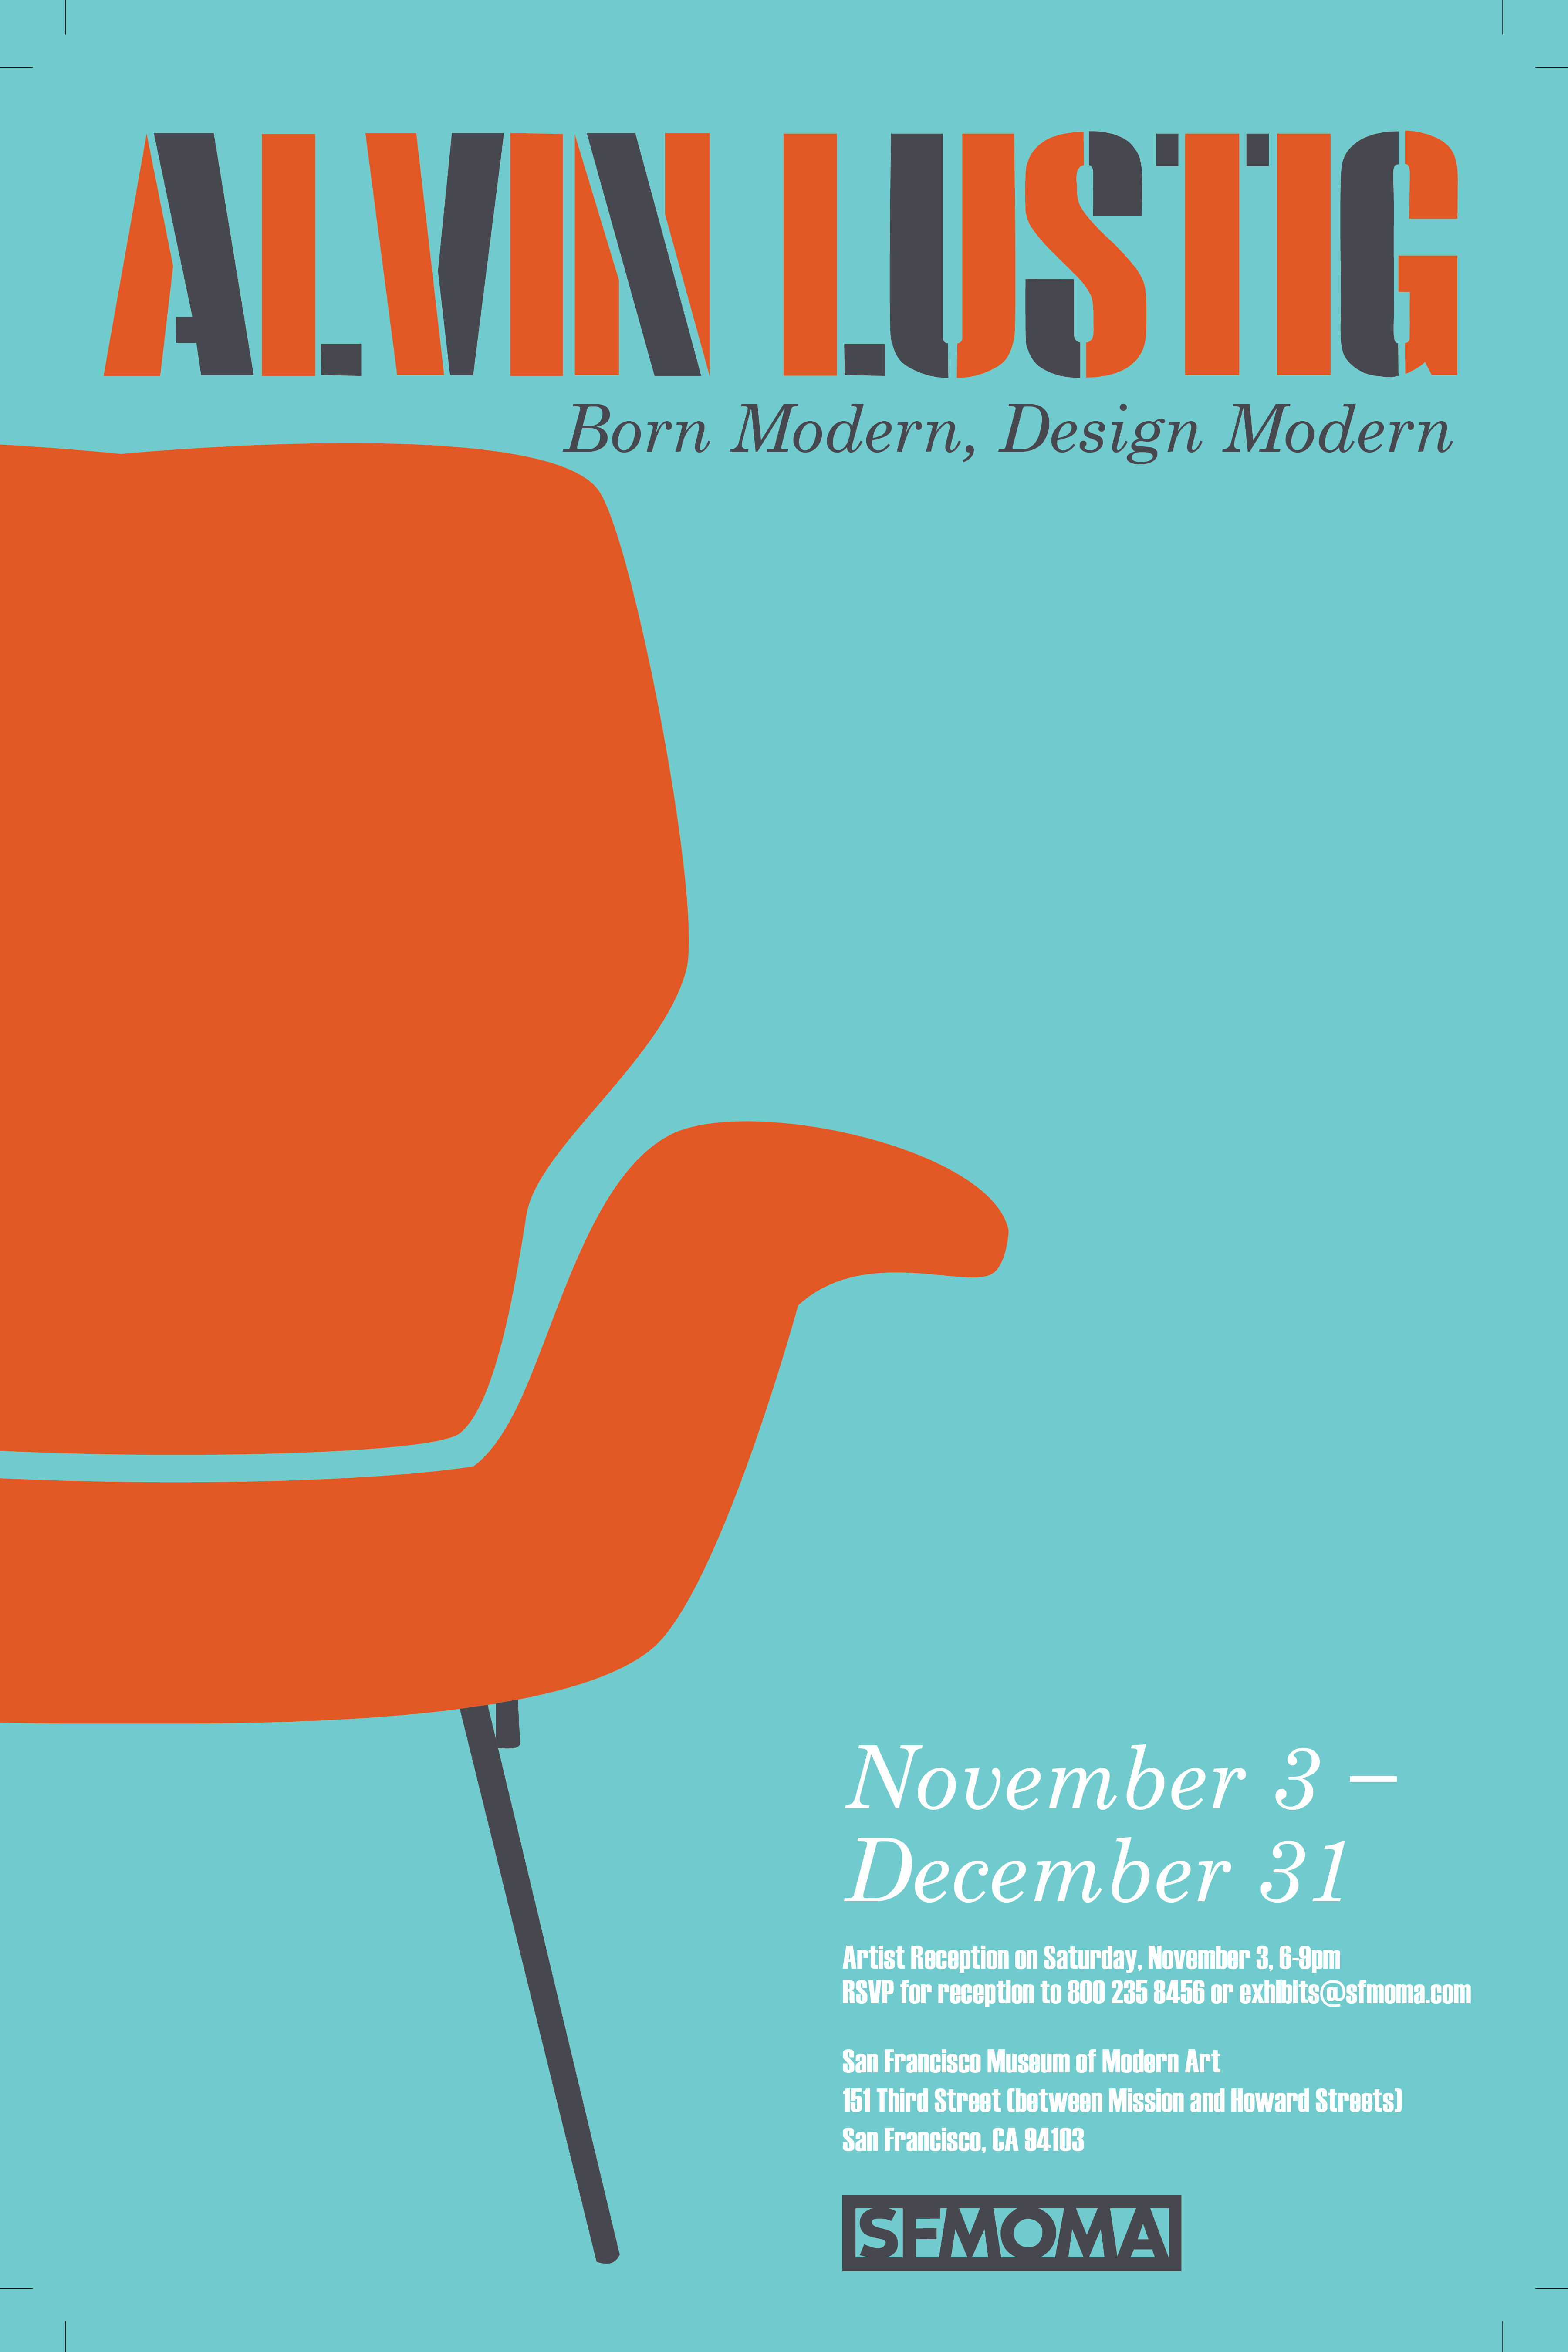 ALVIN LUSTIG
Born Modern, Design Modern
November 3 –
December 31
Artist Reception on Saturday, November 3, 6-9pm
RSVP for reception to 800 235 8456 or exhibits@sfmoma.com
San Francisco Museum of Modern Art
151 Third Street (between Mission and Howard Streets)
San Francisco, CA 94103
SFMOMA